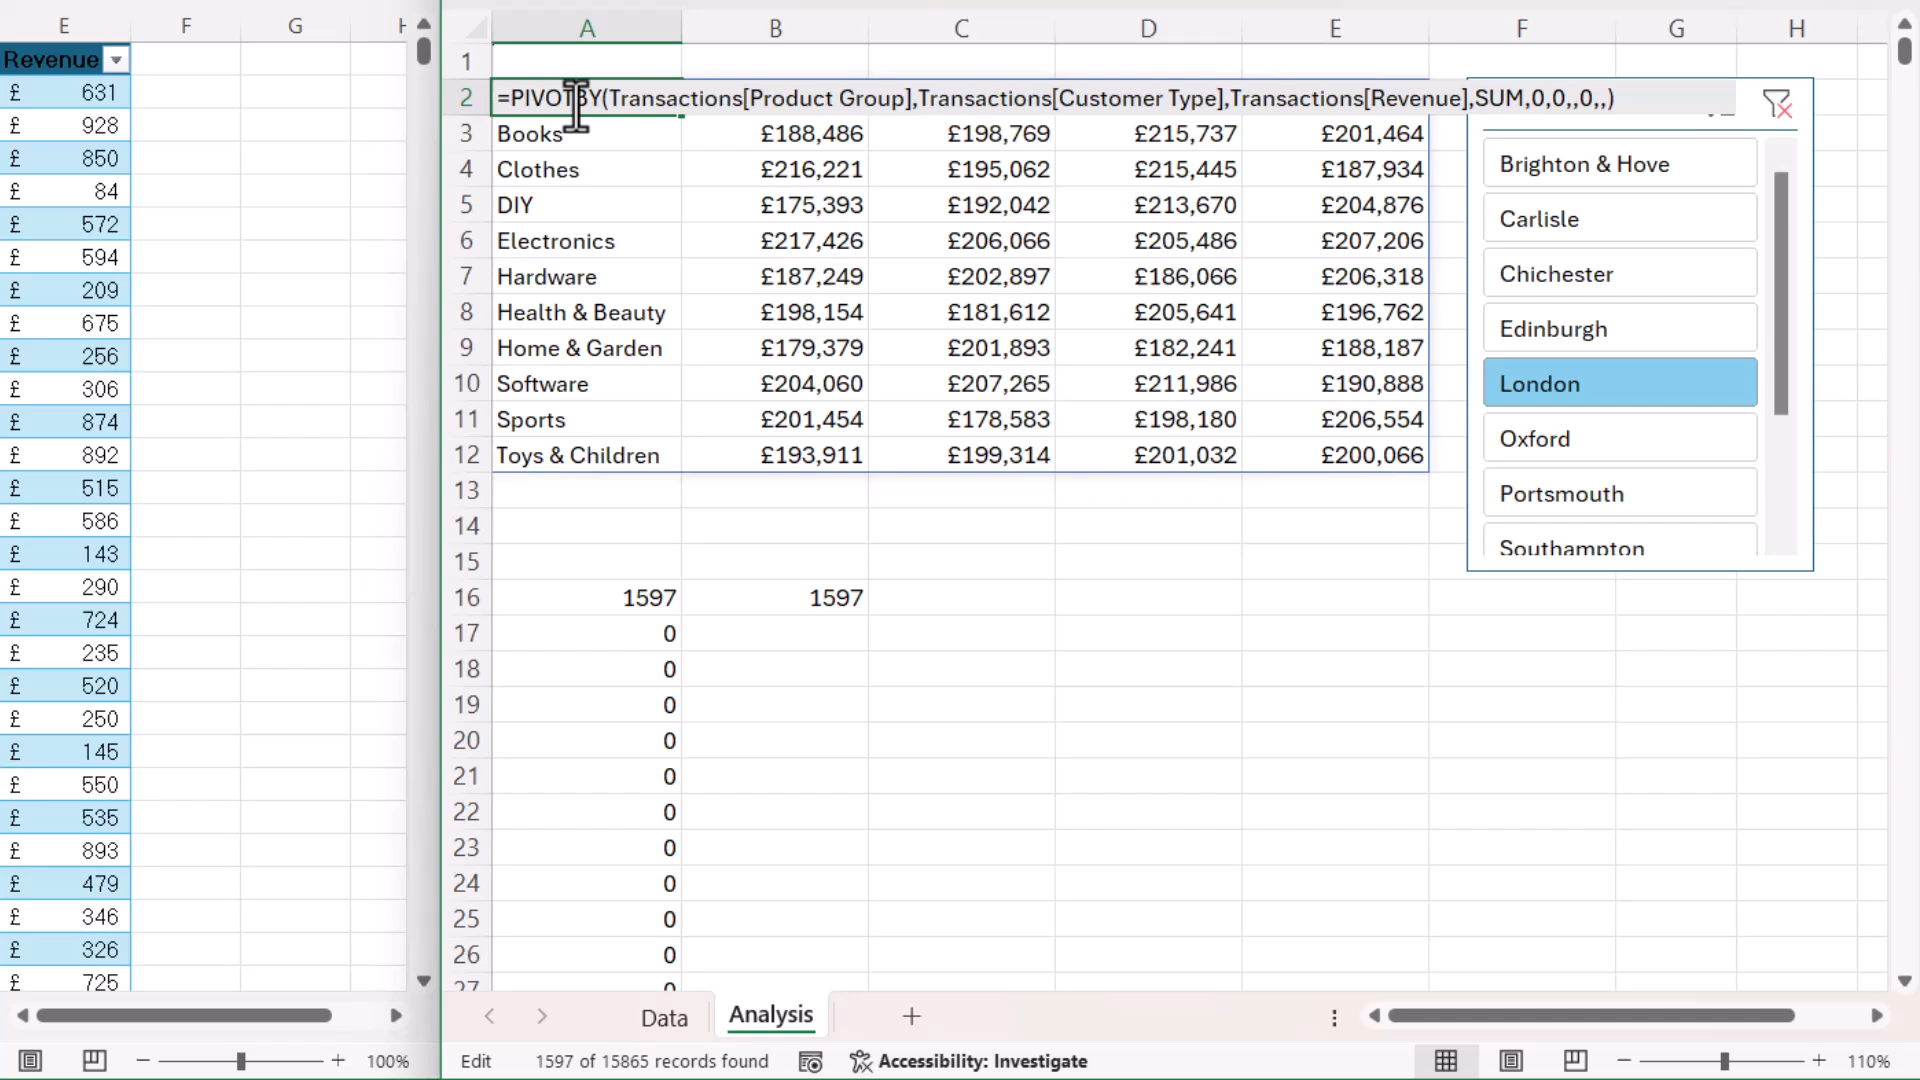 E F G H
Revenue
£ 631
£ 928
£ 850
£ 84
£ 572
£ 594
£ 209
£ 675
£ 256
£ 306
£ 874
£ 892
£ 515
£ 586
£ 143
£ 290
£ 724
£ 235
£ 520
£ 250
£ 145
£ 550
£ 535
£ 893
£ 479
£ 346
£ 326
£ 725
100%
A B C D E F G H
1
2 =PIVOTBY(Transactions[Product Group],Transactions[Customer Type],Transactions[Revenue],SUM,0,0,,0,,)
3 Books £188,486 £198,769 £215,737 £201,464
4 Clothes £216,221 £195,062 £215,445 £187,934
5 DIY £175,393 £192,042 £213,670 £204,876
6 Electronics £217,426 £206,066 £205,486 £207,206
7 Hardware £187,249 £202,897 £186,066 £206,318
8 Health & Beauty £198,154 £181,612 £205,641 £196,762
9 Home & Garden £179,379 £201,893 £182,241 £188,187
10 Software £204,060 £207,265 £211,986 £190,888
11 Sports £201,454 £178,583 £198,180 £206,554
12 Toys & Children £193,911 £199,314 £201,032 £200,066
13
14
15
16 1597 1597
17 0
18 0
19 0
20 0
21 0
22 0
23 0
24 0
25 0
26 0
27 0
Brighton & Hove
Carlisle
Chichester
Edinburgh
London
Oxford
Portsmouth
Southampton
Data Analysis
Edit 1597 of 15865 records found Accessibility: Investigate 110%